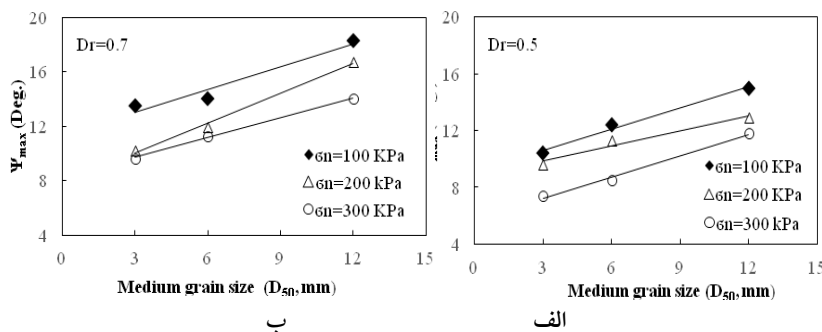 20
16
12
8
4
Ψmax (Deg.)
Dr=0.7
◆ σn=100 KPa
△ σn=200 kPa
○ σn=300 KPa
0 3 6 9 12 15
Medium grain size (D50, mm)
ب
20
16
12
8
4
Dr=0.5
◆ σn=100 KPa
△ σn=200 KPa
○ σn=300 kPa
0 3 6 9 12 15
Medium grain size (D50, mm)
الف